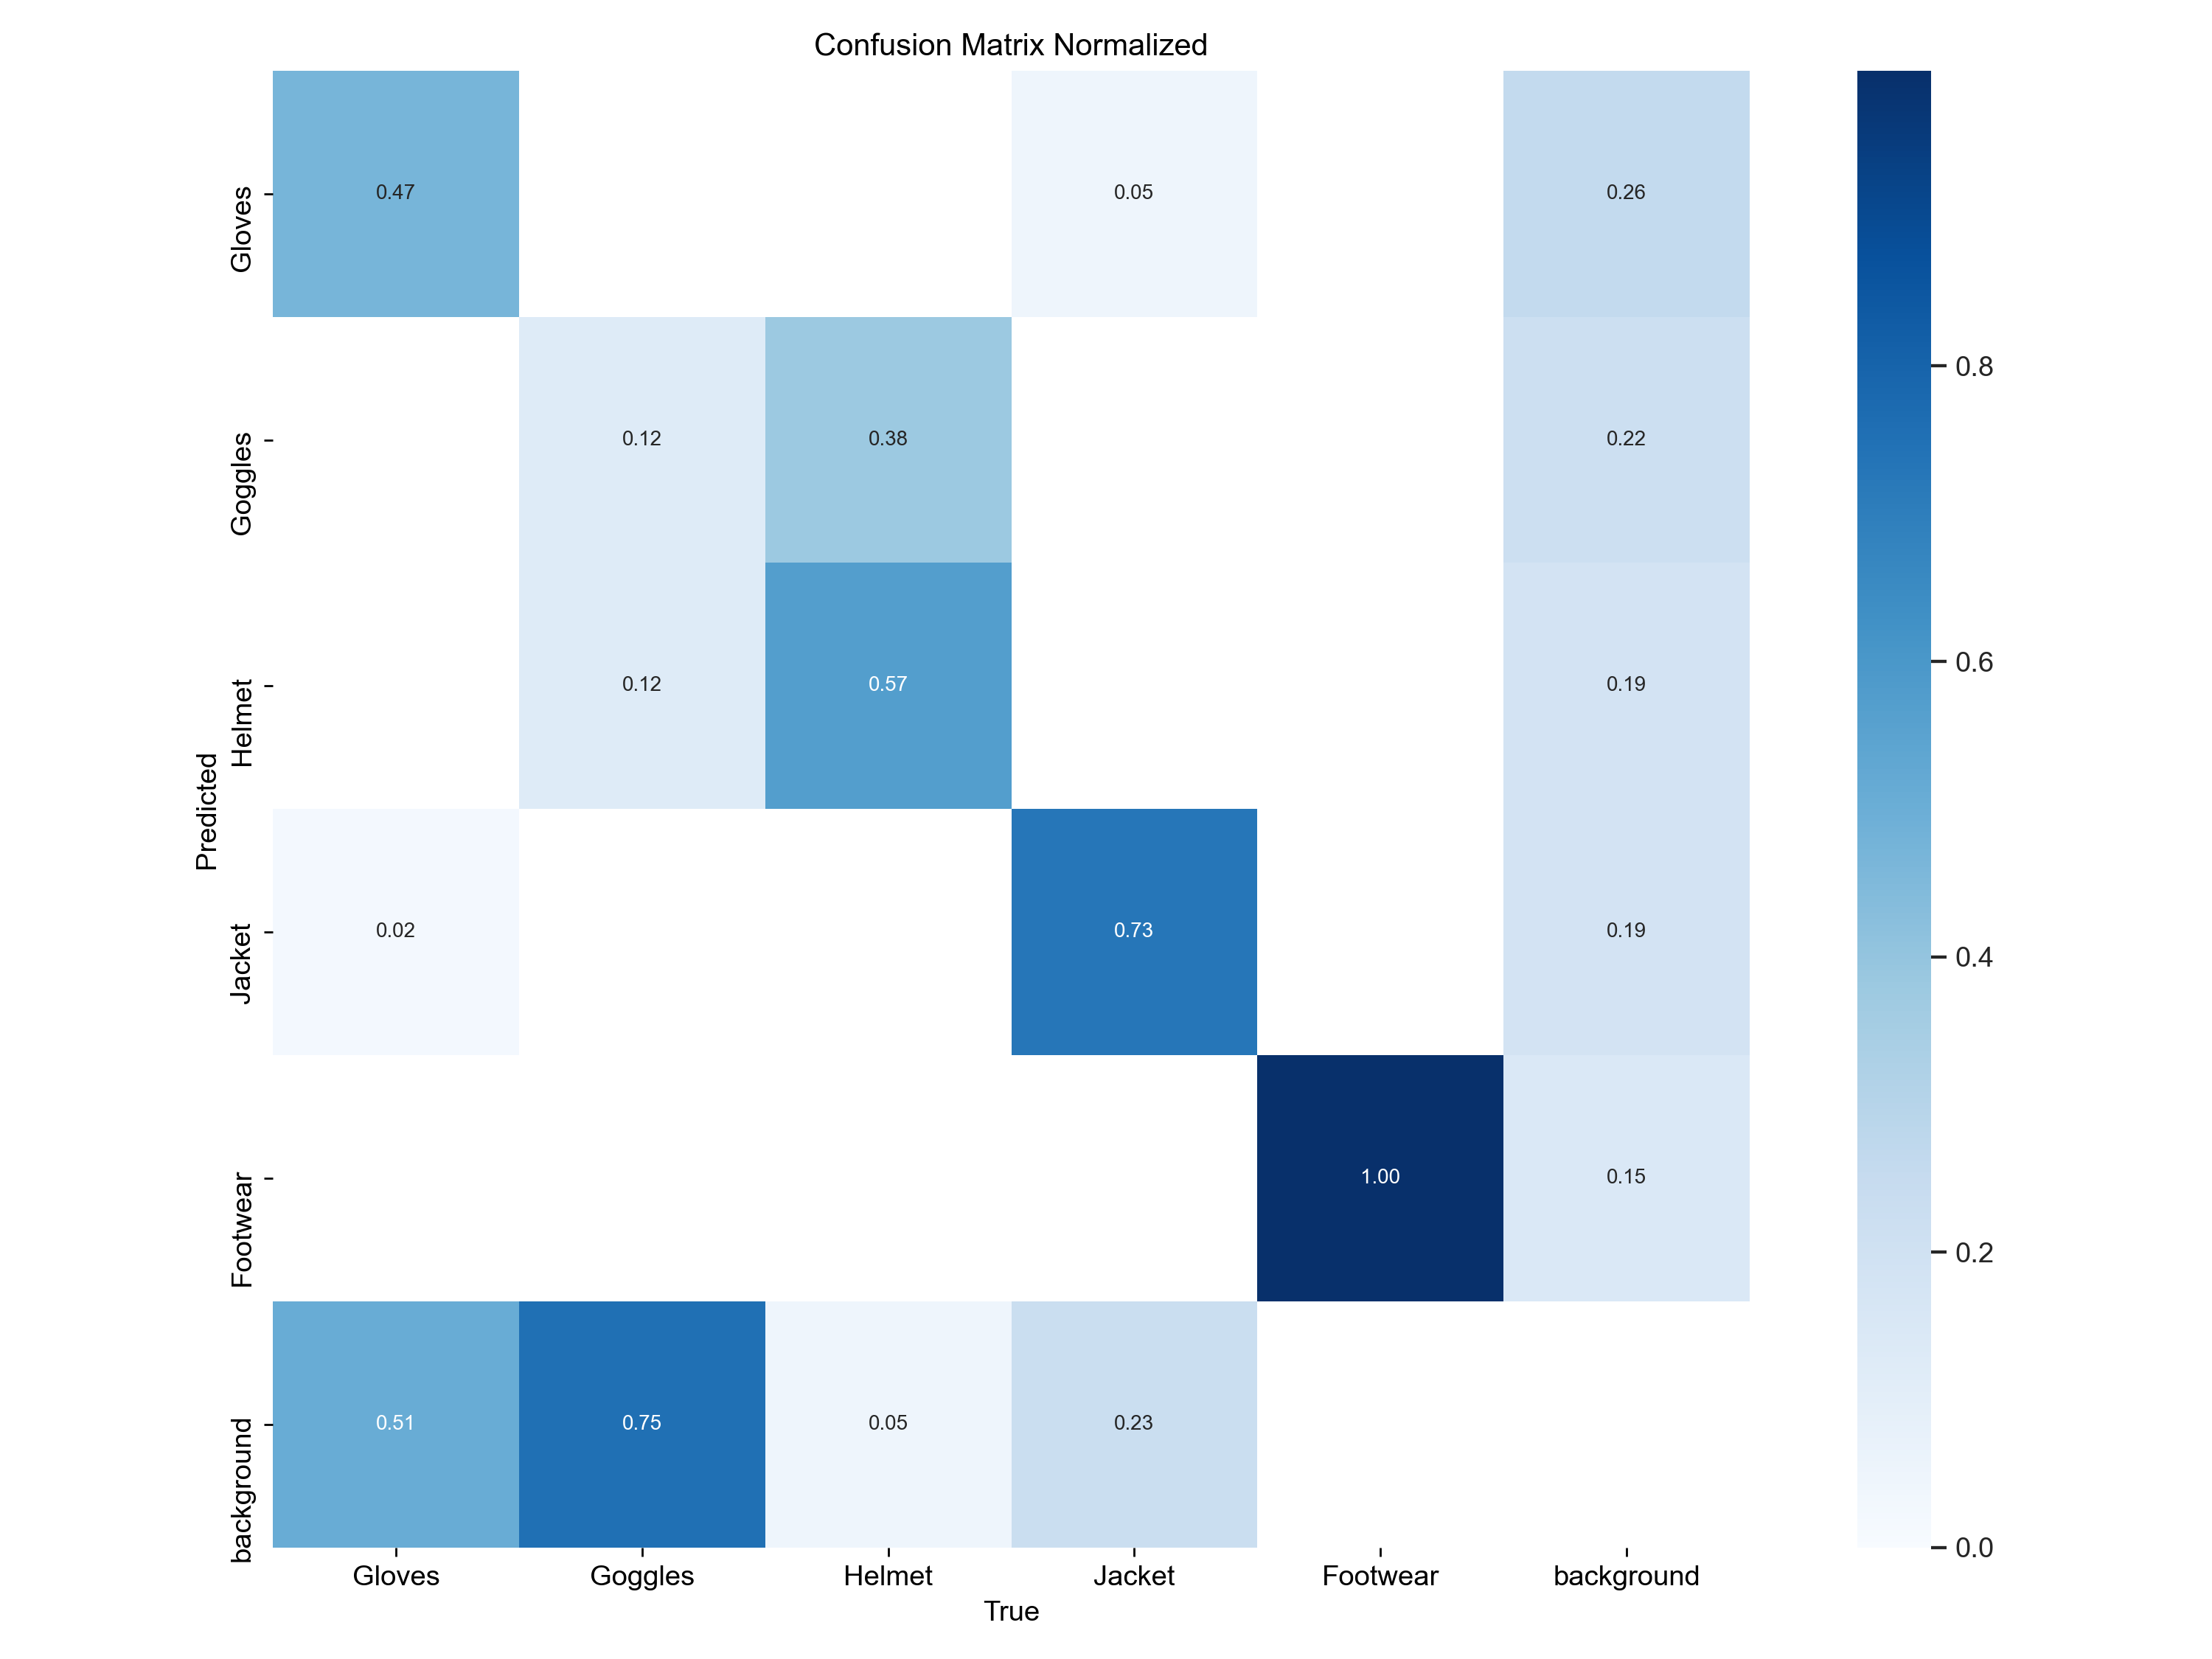 Confusion Matrix Normalized
Gloves
0.47
0.05
0.26
Goggles
0.12
0.38
0.22
Helmet
0.12
0.57
0.19
Jacket
0.02
0.73
0.19
Footwear
1.00
0.15
background
0.51
0.75
0.05
0.23
Predicted
Gloves
Goggles
Helmet
Jacket
Footwear
background
True
0.8
0.6
0.4
0.2
0.0